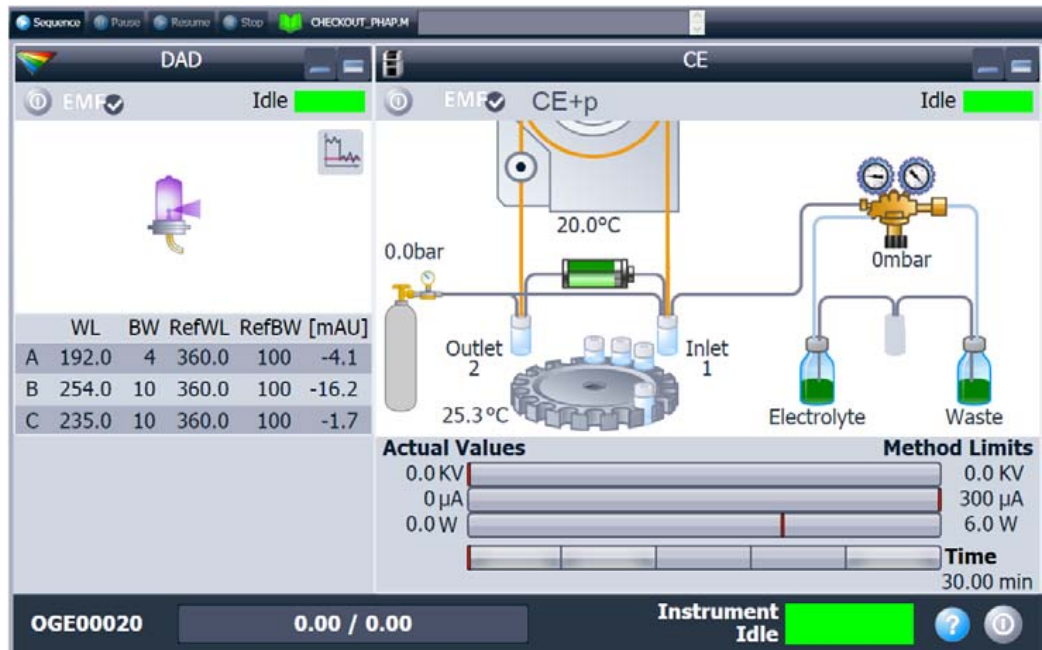 Sequence Pause Resume Stop CHECKOUT_PHAP.M
DAD
EMF Idle
WL BW RefWL RefBW [mAU]
A 192.0 4 360.0 100 -4.1
B 254.0 10 360.0 100 -16.2
C 235.0 10 360.0 100 -1.7
CE
EMF CE+p Idle
20.0°C
0.0bar
0mbar
Outlet
2
Inlet
1
25.3°C
Electrolyte Waste
Actual Values Method Limits
0.0 KV 0.0 KV
0 µA 300 µA
0.0 W 6.0 W
Time
30.00 min
OGE00020 0.00 / 0.00 Instrument
Idle
?